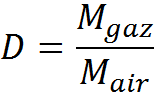 D = M_gaz / M_air